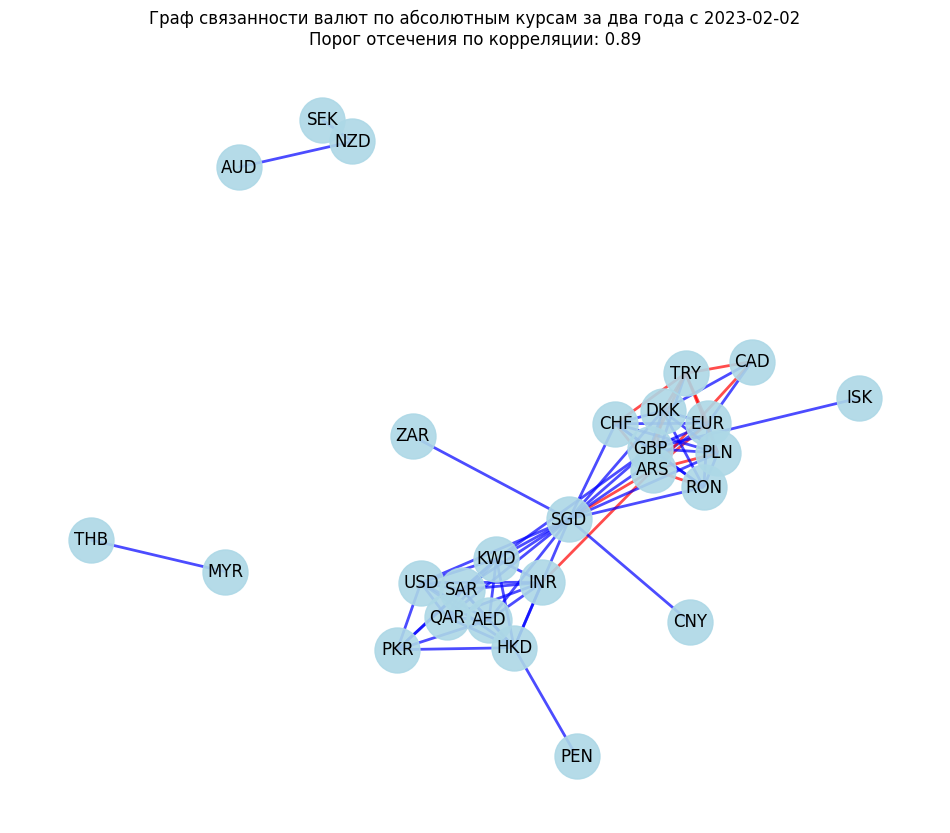 Граф связанности валют по абсолютным курсам за два года с 2023-02-02
Порог отсечения по корреляции: 0.89
SEK
NZD
AUD
CAD
TRY
ISK
DKK
CHF
EUR
ZAR
GBP
PLN
ARS
RON
SGD
THB
KWD
MYR
USD
INR
SAR
QAR
AED
CNY
HKD
PKR
PEN